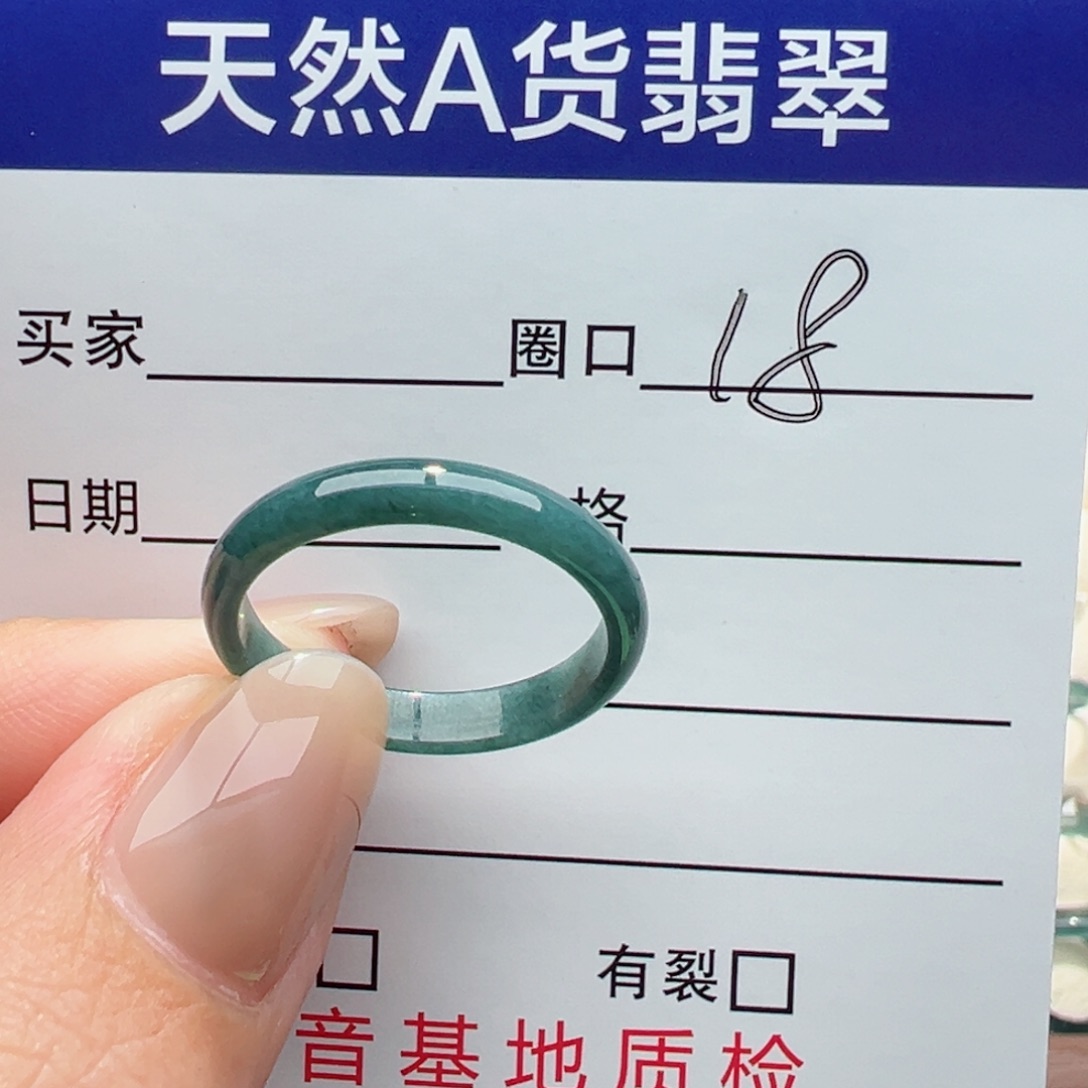 天然A货翡翠
买家 圈口 18
日期 格
有裂
音基地质检